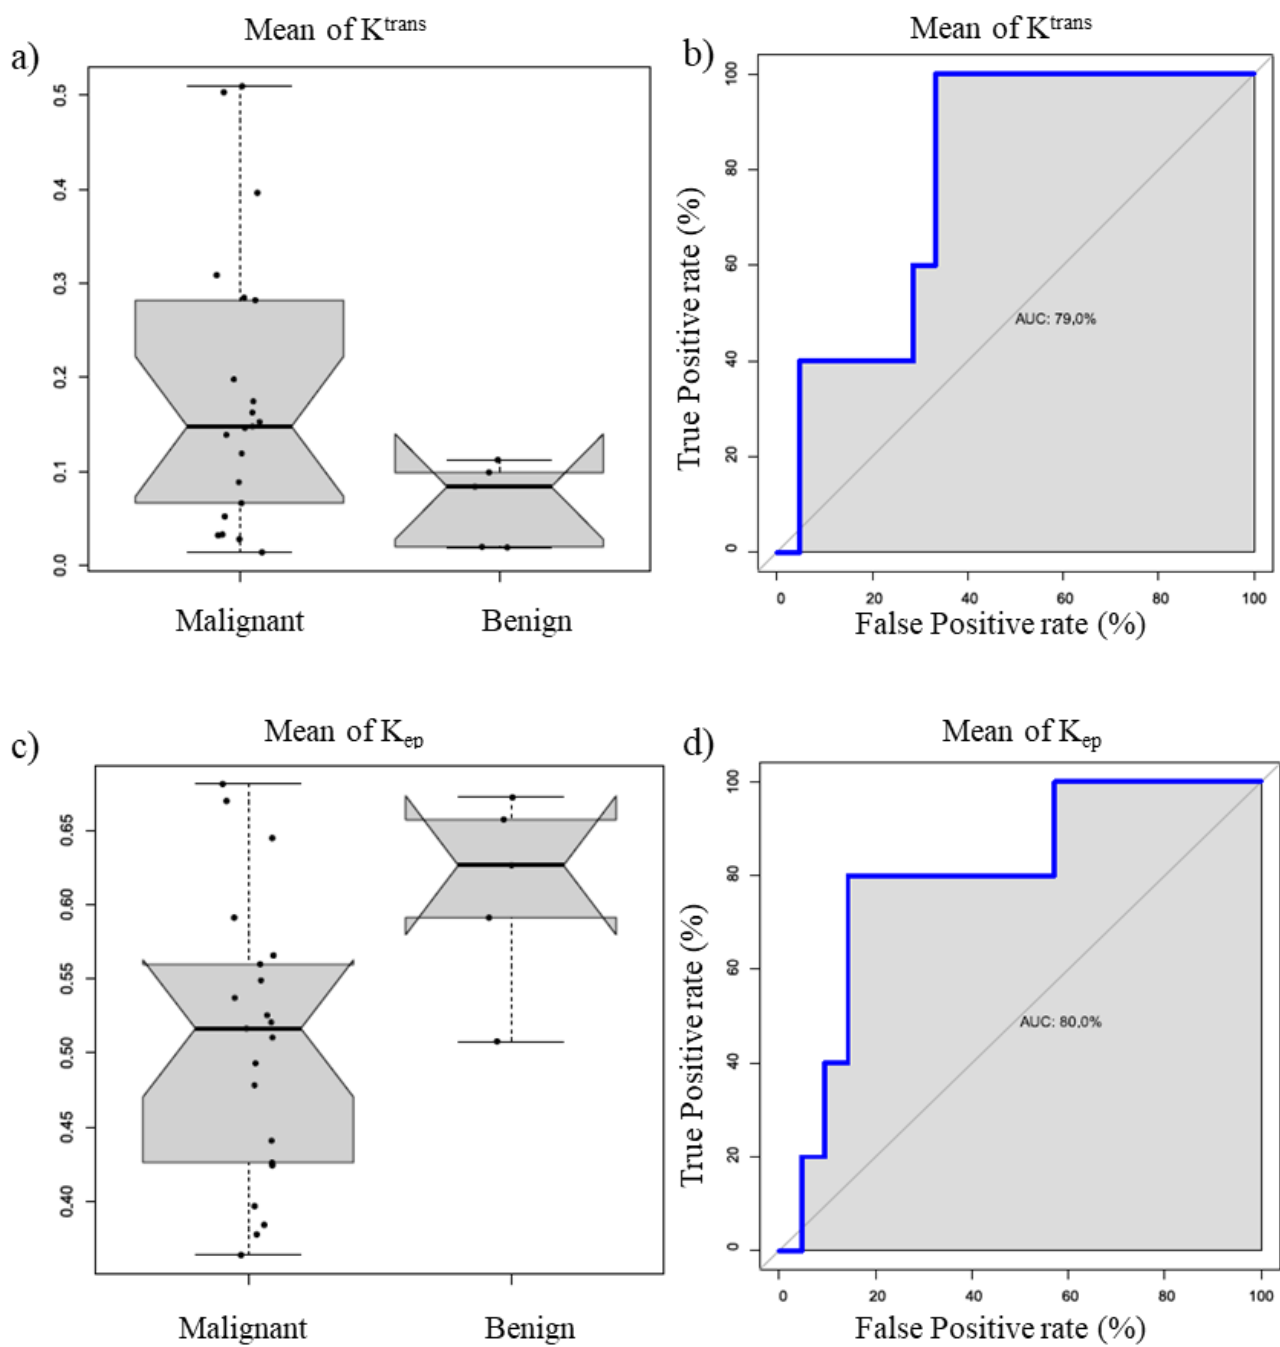 a)
Mean of Ktrans
0.5
0.4
0.3
0.2
0.1
0.0
Malignant
Benign
b)
Mean of Ktrans
True Positive rate (%)
100
80
60
40
20
0
AUC: 79,0%
0 20 40 60 80 100
False Positive rate (%)
c)
Mean of Kep
0.65
0.60
0.55
0.50
0.45
0.40
Malignant
Benign
d)
Mean of Kep
True Positive rate (%)
100
80
60
40
20
0
AUC: 80,0%
0 20 40 60 80 100
False Positive rate (%)